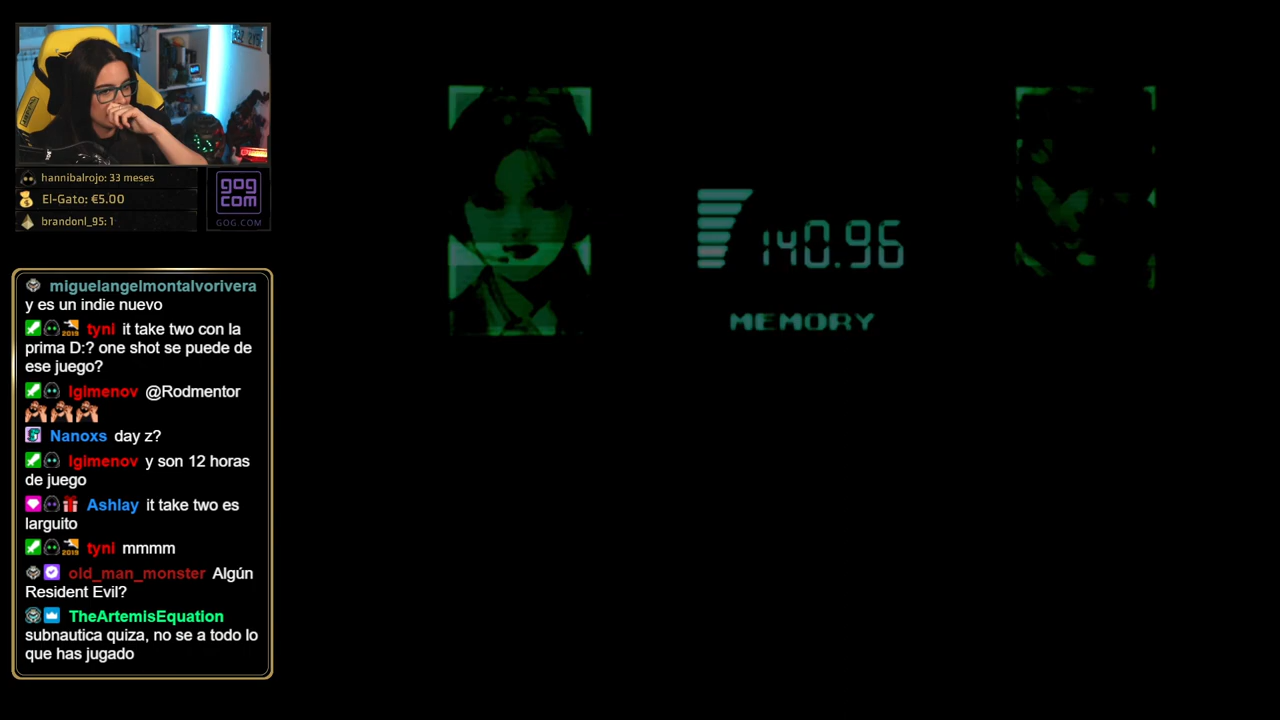 hannibalrojo: 33 meses
El-Gato: €5.00
brandonl_95: 1
gog
com
GOG.COM
140.96
MEMORY
miguelangelmontalvorivera
y es un indie nuevo
tyni it take two con la
prima D:? one shot se puede de
ese juego?
Igimenov @Rodmentor
Nanoxs day z?
Igimenov y son 12 horas
de juego
Ashlay it take two es
larguito
tyni mmmm
old_man_monster Algún
Resident Evil?
TheArtemisEquation
subnautica quiza, no se a todo lo
que has jugado